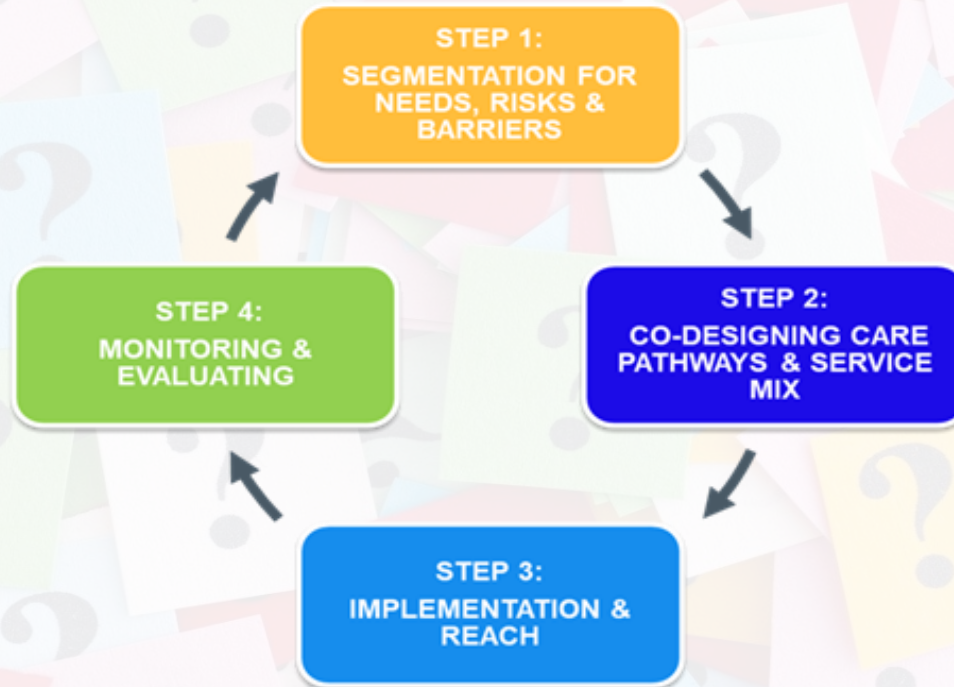 STEP 1:
SEGMENTATION FOR
NEEDS, RISKS &
BARRIERS
STEP 2:
CO-DESIGNING CARE
PATHWAYS & SERVICE
MIX
STEP 3:
IMPLEMENTATION &
REACH
STEP 4:
MONITORING &
EVALUATING